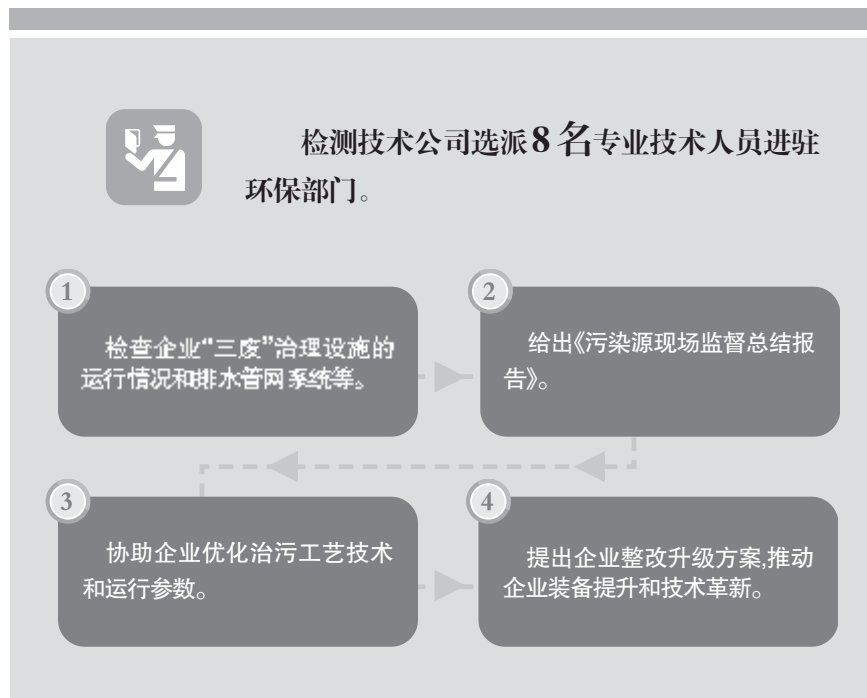 检测技术公司选派8名专业技术人员进驻
环保部门。
1
检查企业“三废”治理设施的
运行情况和排水管网系统等。
2
给出《污染源现场监督总结报
告》。
3
协助企业优化治污工艺技术
和运行参数。
4
提出企业整改升级方案,推动
企业装备提升和技术革新。